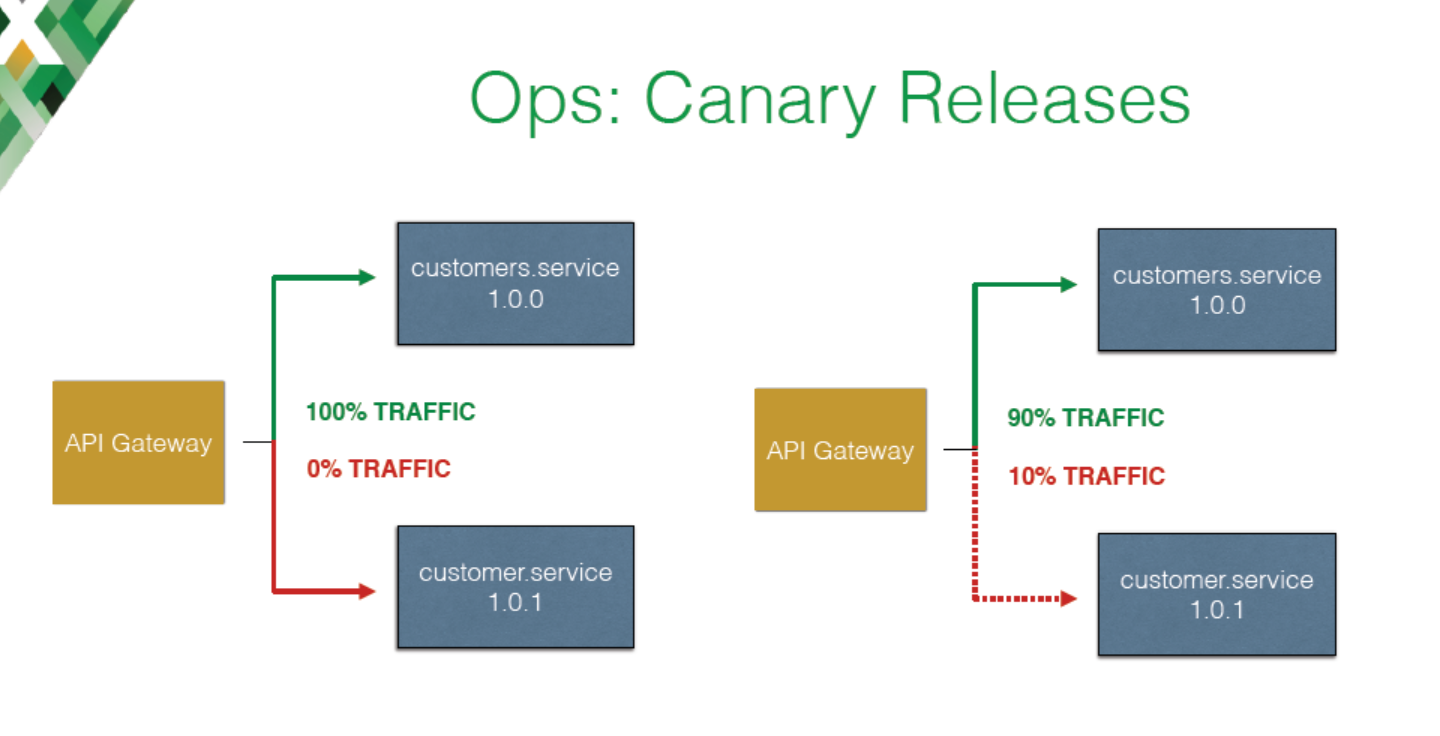 Ops: Canary Releases
customers.service
1.0.0
API Gateway
100% TRAFFIC
0% TRAFFIC
customer.service
1.0.1
customers.service
1.0.0
API Gateway
90% TRAFFIC
10% TRAFFIC
customer.service
1.0.1